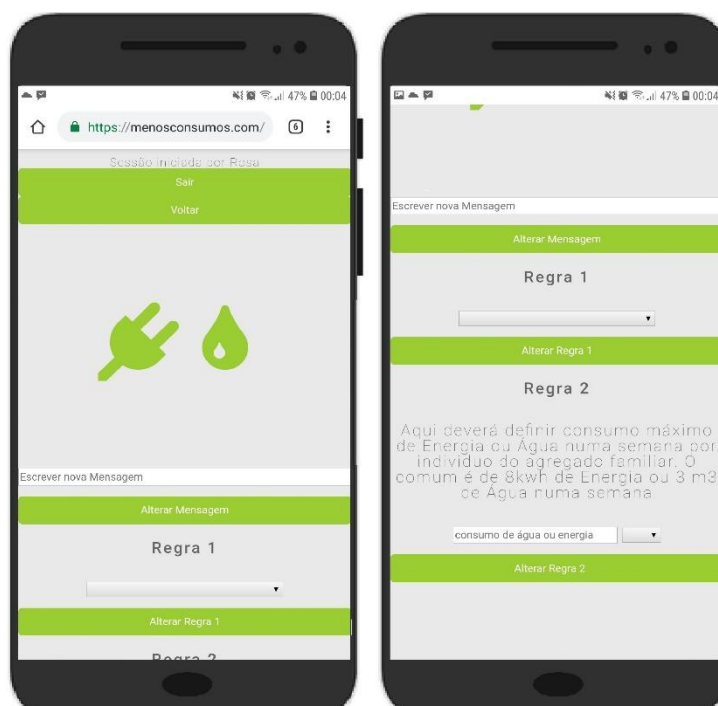 47% 00:04
https://menosconsumos.com/ 6
Sessão iniciada por Rosa
Sair
Voltar
Escrever nova Mensagem
Alterar Mensagem
Regra 1
Alterar Regra 1
Regra 2
47% 00:04
Escrever nova Mensagem
Alterar Mensagem
Regra 1
Alterar Regra 1
Regra 2
Aqui deverá definir consumo máximo
de Energia ou Água numa semana por
individuo do agregado familiar. O
comum é de 8kwh de Energia ou 3 m3
de Água numa semana
consumo de água ou energia
Alterar Regra 2